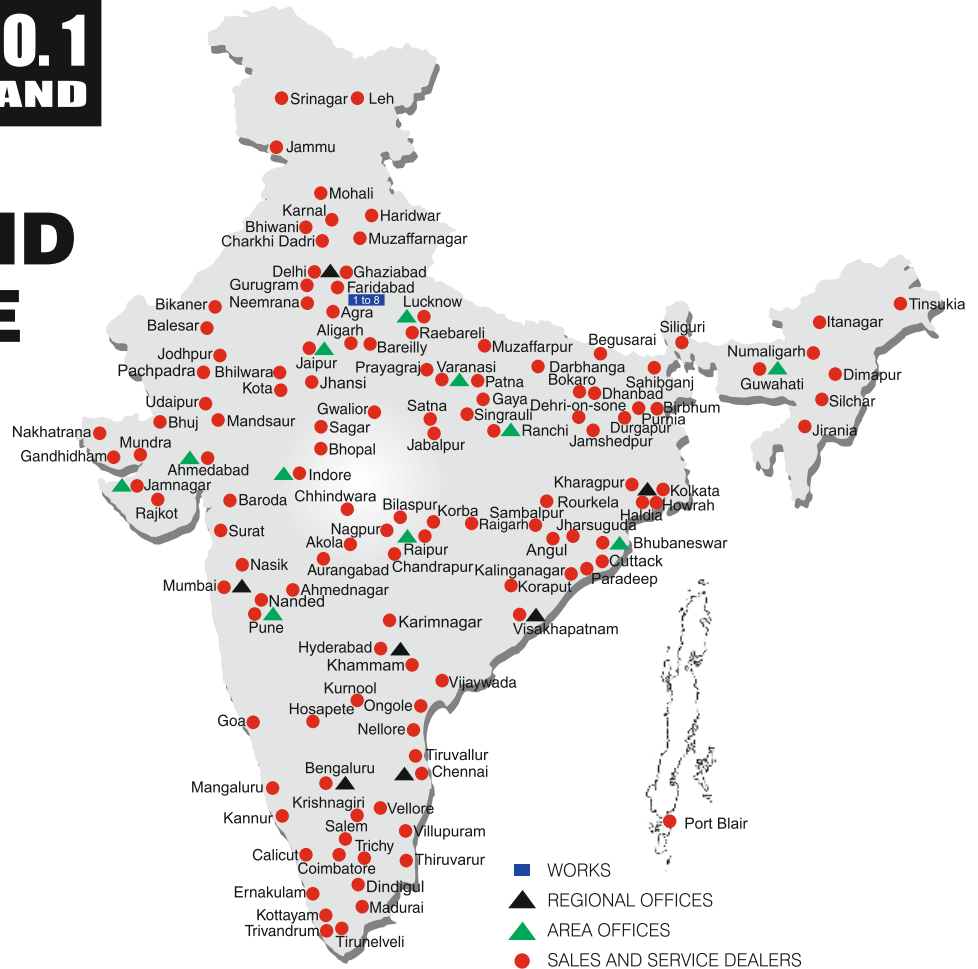 0.1
AND
ND
E
Srinagar
Leh
Jammu
Mohali
Karnal
Haridwar
Bhiwani
Charkhi Dadri
Muzaffarnagar
Delhi
Ghaziabad
Gurugram
Faridabad
1 to 8
Neemrana
Lucknow
Bikaner
Agra
Tinsukia
Balesar
Aligarh
Raebareli
Siliguri
Itanagar
Bareilly
Muzaffarpur
Begusarai
Jodhpur
Jaipur
Numaligarh
Pachpadra
Bhilwara
Prayagraj
Varanasi
Darbhanga
Guwahati
Dimapur
Kota
Jhansi
Patna
Bokaro
Sahibganj
Dhanbad
Udaipur
Gwalior
Satna
Gaya
Dehri-on-sone
Birbhum
Silchar
Bhuj
Mandsaur
Singrauli
Purnia
Nakhatrana
Sagar
Ranchi
Durgapur
Jirania
Mundra
Jabalpur
Jamshedpur
Gandhidham
Bhopal
Ahmedabad
Indore
Jamnagar
Kharagpur
Kolkata
Rajkot
Baroda
Chhindwara
Bilaspur
Korba
Sambalpur
Rourkela
Howrah
Haldia
Surat
Nagpur
Raigarh
Jharsuguda
Akola
Raipur
Angul
Bhubaneswar
Nasik
Aurangabad
Chandrapur
Kalinganagar
Cuttack
Paradeep
Mumbai
Ahmednagar
Koraput
Nanded
Pune
Karimnagar
Visakhapatnam
Hyderabad
Khammam
Vijaywada
Kurnool
Hosapete
Ongole
Goa
Nellore
Tiruvallur
Bengaluru
Chennai
Mangaluru
Krishnagiri
Vellore
Kannur
Salem
Villupuram
Port Blair
Trichy
Calicut
Coimbatore
Thiruvarur
Dindigul
Ernakulam
Madurai
Kottayam
Trivandrum
Tirunelveli
WORKS
REGIONAL OFFICES
AREA OFFICES
SALES AND SERVICE DEALERS